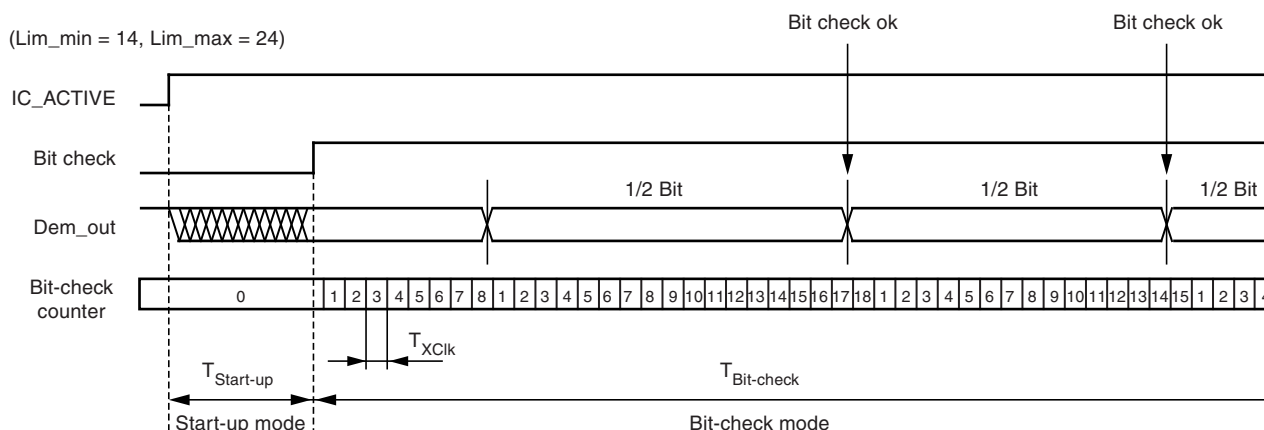 Bit check ok Bit check ok
(Lim_min = 14, Lim_max = 24)
IC_ACTIVE
Bit check
1/2 Bit 1/2 Bit 1/2 Bit
Dem_out
Bit-check
counter
0 1 2 3 4 5 6 7 8 1 2 3 4 5 6 7 8 9 10 11 12 13 14 15 16 17 18 1 2 3 4 5 6 7 8 9 10 11 12 13 14 15 1 2 3 4
TXClk
TStart-up TBit-check
Start-up mode Bit-check mode